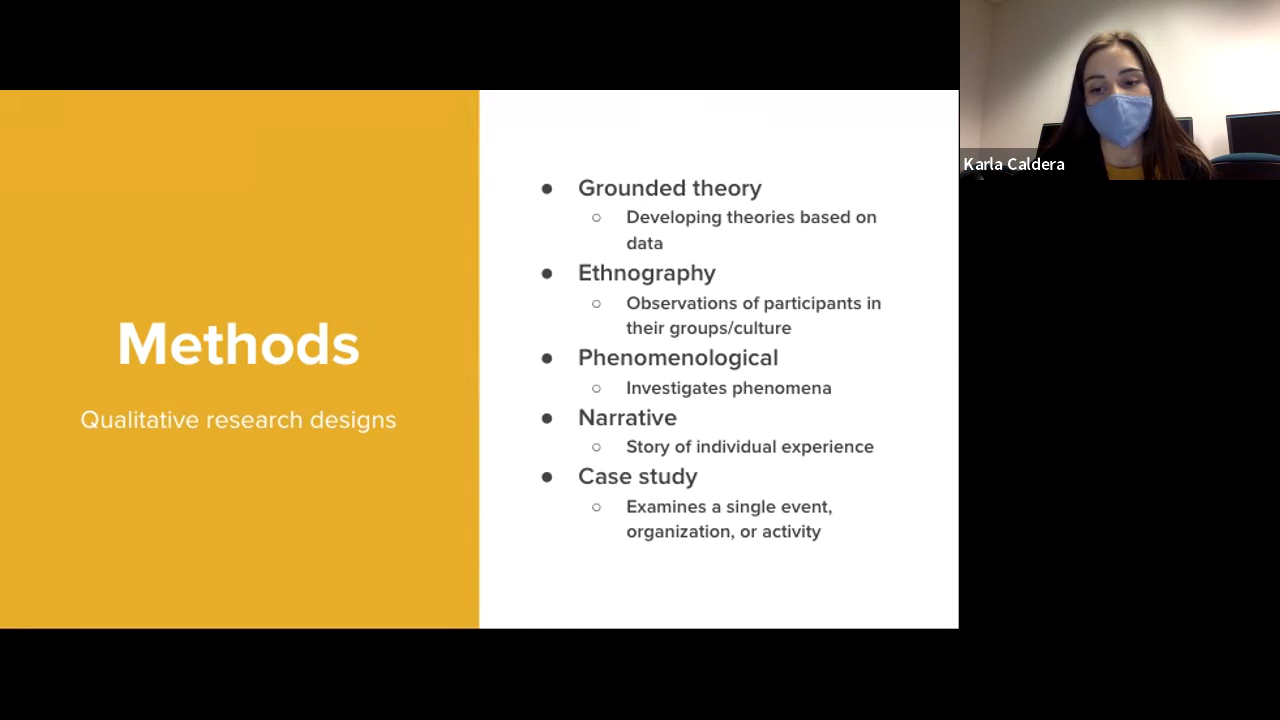 Methods
Qualitative research designs
● Grounded theory
○ Developing theories based on
data
● Ethnography
○ Observations of participants in
their groups/culture
● Phenomenological
○ Investigates phenomena
● Narrative
○ Story of individual experience
● Case study
○ Examines a single event,
organization, or activity
Karla Caldera